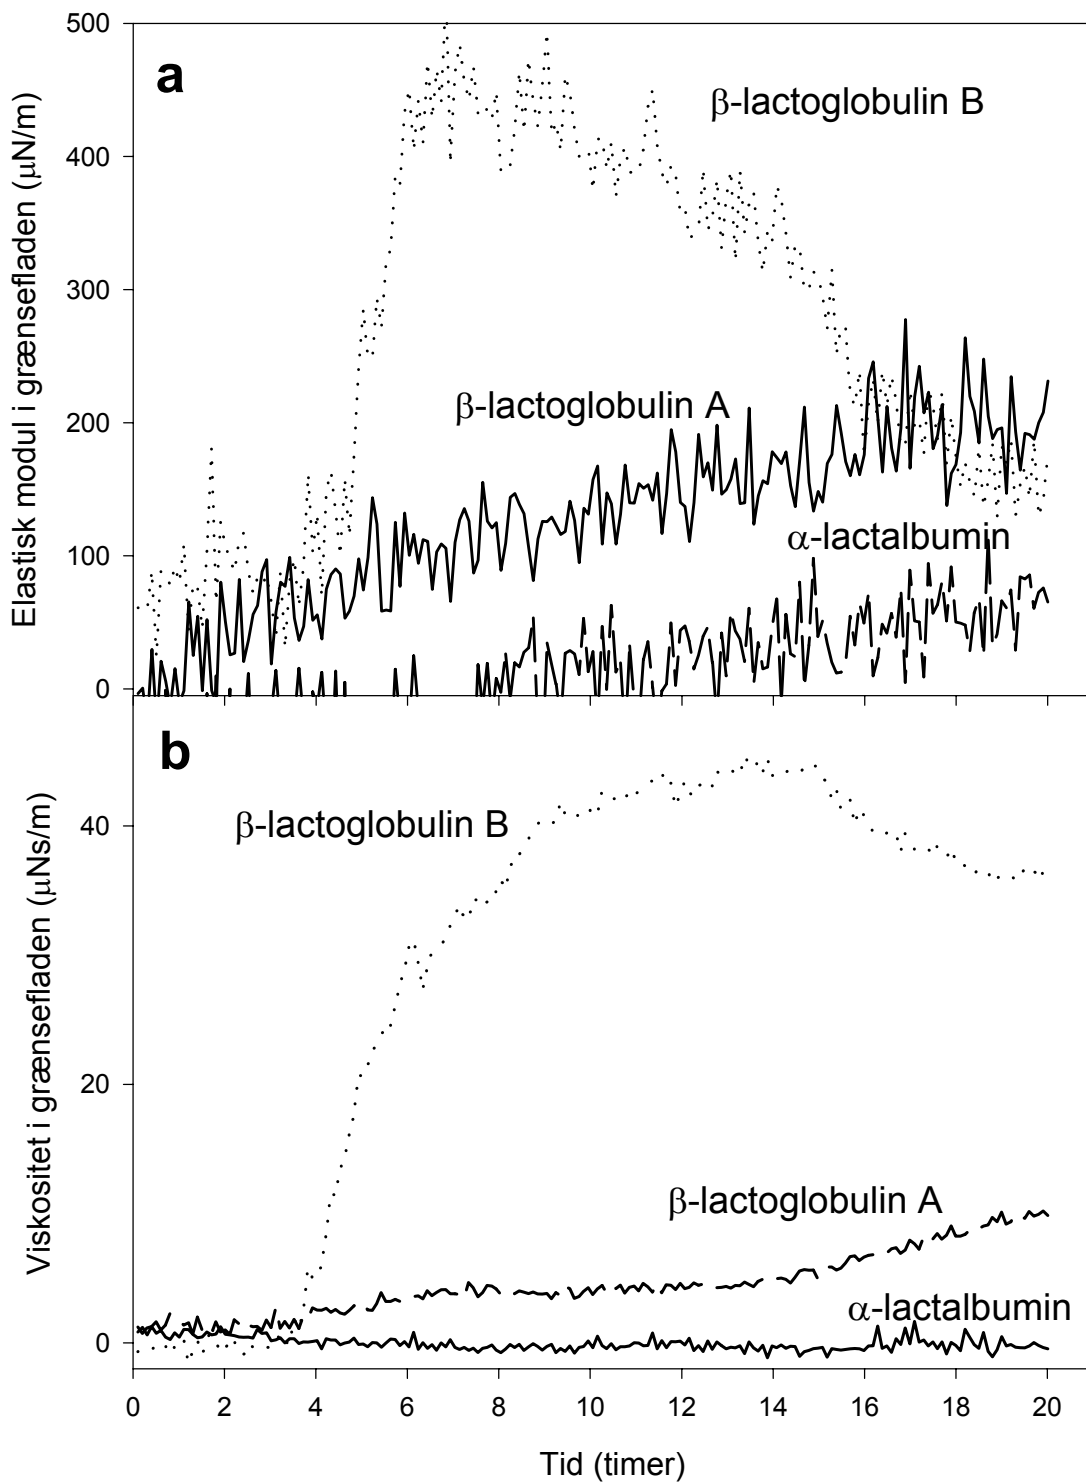 500
400
300
200
100
0
Elastisk modul i grænsefladen (μN/m)
a
β-lactoglobulin B
β-lactoglobulin A
α-lactalbumin
b
40
20
0
Viskositet i grænsefladen (μNs/m)
β-lactoglobulin B
β-lactoglobulin A
α-lactalbumin
0 2 4 6 8 10 12 14 16 18 20
Tid (timer)